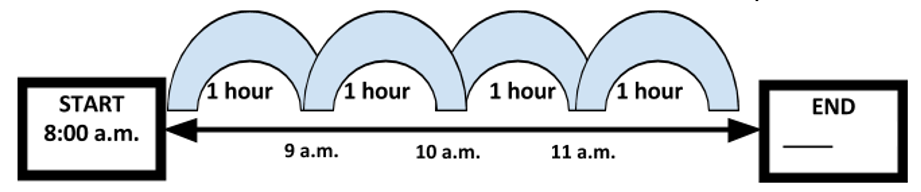 1 hour
1 hour
1 hour
1 hour
START
8:00 a.m.
END
9 a.m.
10 a.m.
11 a.m.